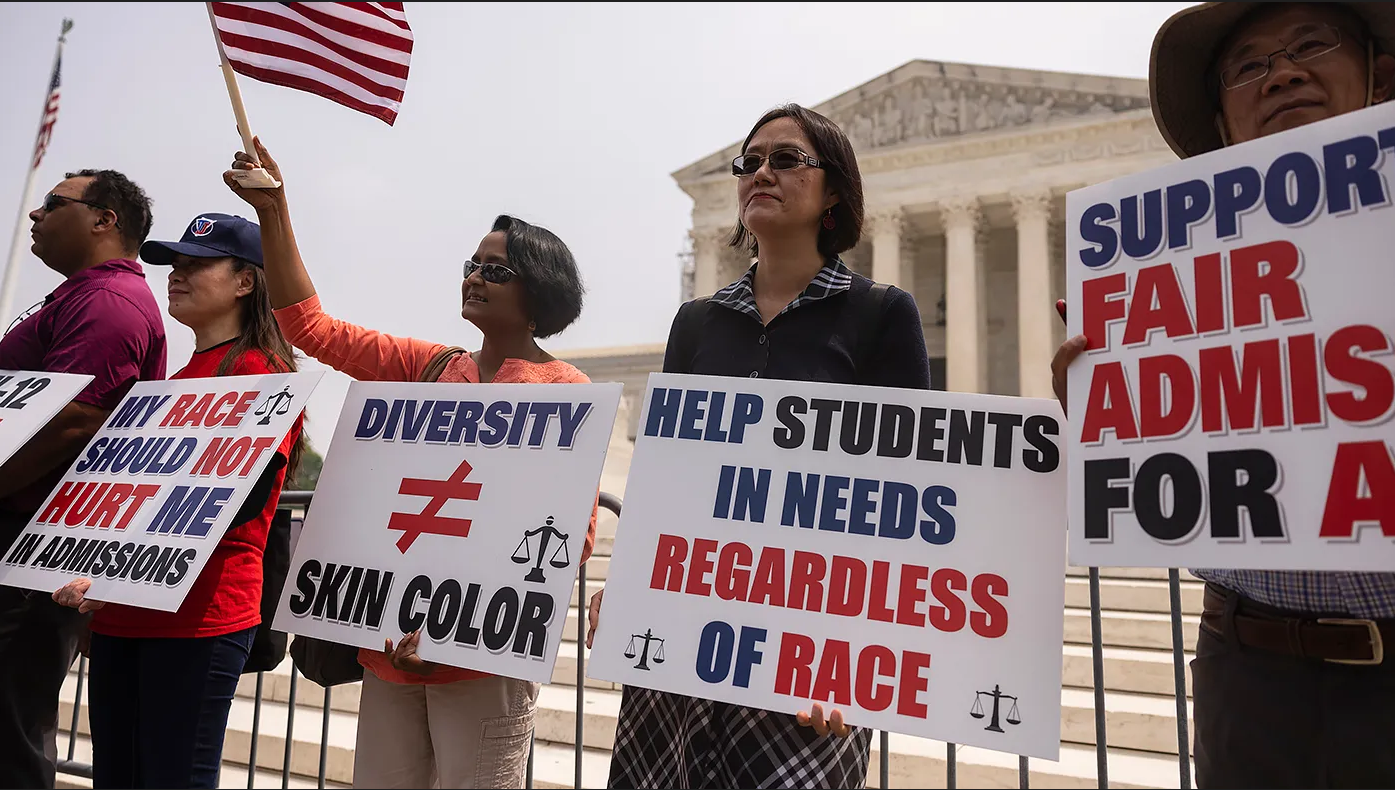 -12
MY RACE
SHOULD NOT
HURT ME
IN ADMISSIONS
DIVERSITY
≠
SKIN COLOR
HELP STUDENTS
IN NEEDS
REGARDLESS
OF RACE
SUPPORT
FAIR
ADMIS
FOR A